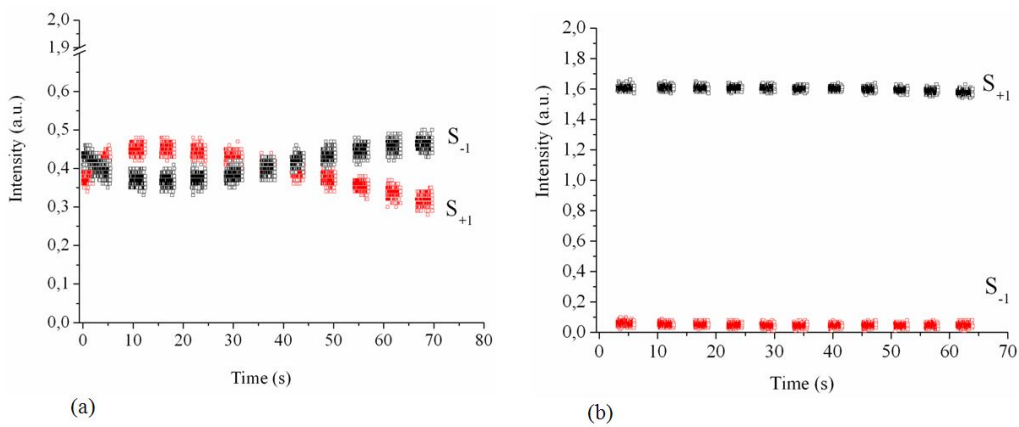 (a)
2,0
1,9
0,6
0,5
0,4
0,3
0,2
0,1
0,0
Intensity (a.u.)
S-1
S+1
0 10 20 30 40 50 60 70 80
Time (s)
(a)
(b)
2,0
1,8
1,6
1,4
1,2
1,0
0,8
0,6
0,4
0,2
0,0
Intensity (a.u.)
S+1
S-1
0 10 20 30 40 50 60 70
Time (s)
(b)